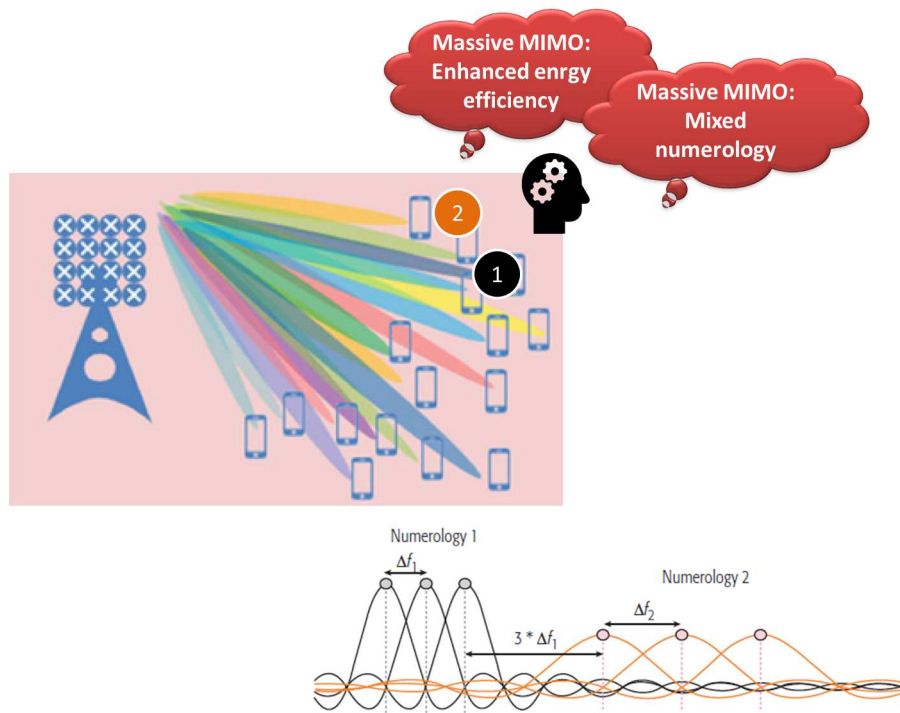 Massive MIMO:
Enhanced enrgy
efficiency
Massive MIMO:
Mixed
numerology
2
1
Numerology 1
Δf₁
Numerology 2
Δf₂
3 * Δf₁